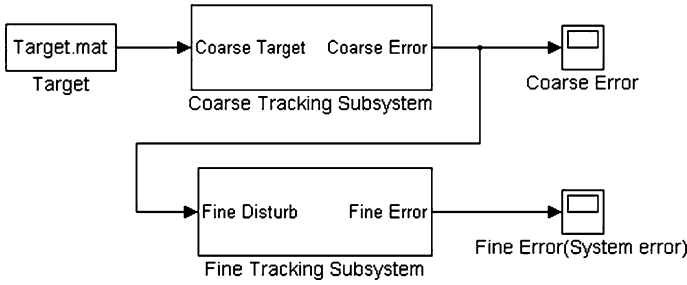 Target.mat
Target
Coarse Target
Coarse Error
Coarse Tracking Subsystem
Coarse Error
Fine Disturb
Fine Error
Fine Tracking Subsystem
Fine Error(System error)